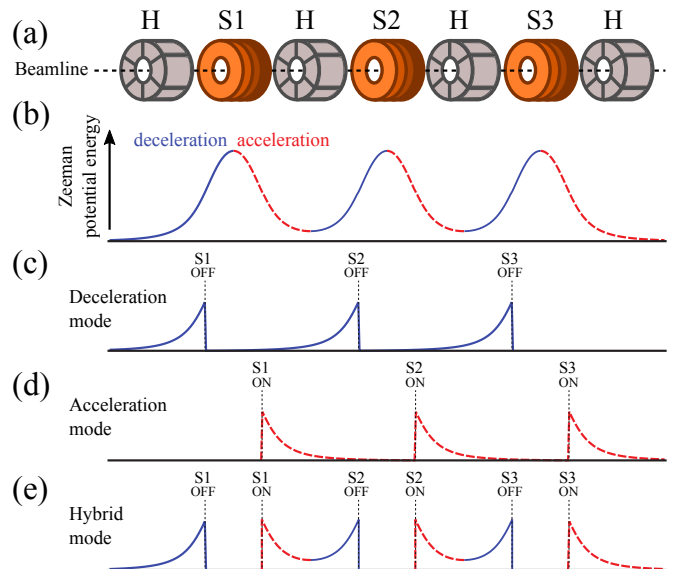 (a)
H S1 H S2 H S3 H
Beamline
(b)
Zeeman
potential energy
deceleration acceleration
(c)
Deceleration
mode
S1
OFF
S2
OFF
S3
OFF
(d)
Acceleration
mode
S1
ON
S2
ON
S3
ON
(e)
Hybrid
mode
S1
OFF
S1
ON
S2
OFF
S2
ON
S3
OFF
S3
ON